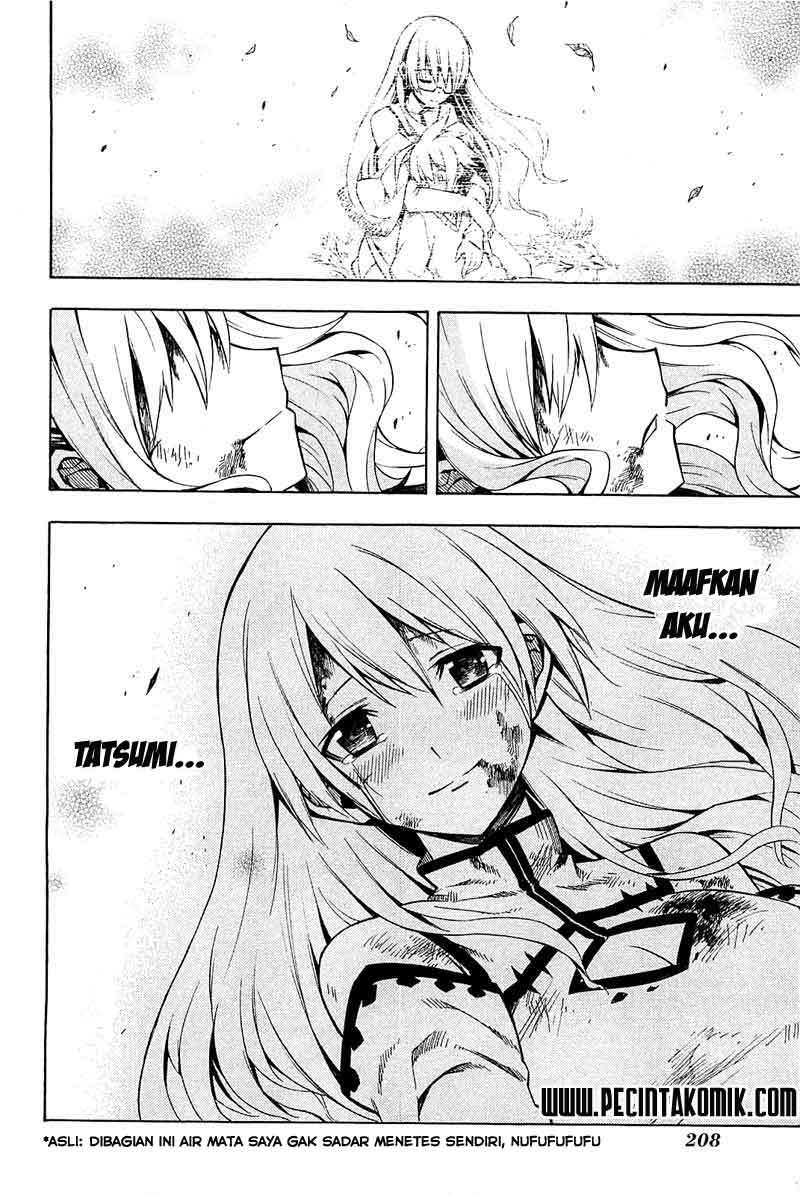 MAAFKAN
AKU...
TATSUMI...
WWW.PECINTAKOMIK.COM
*ASLI: DIBAGIAN INI AIR MATA SAYA GAK SADAR MENETES SENDIRI, NUFUFUFUFU
208